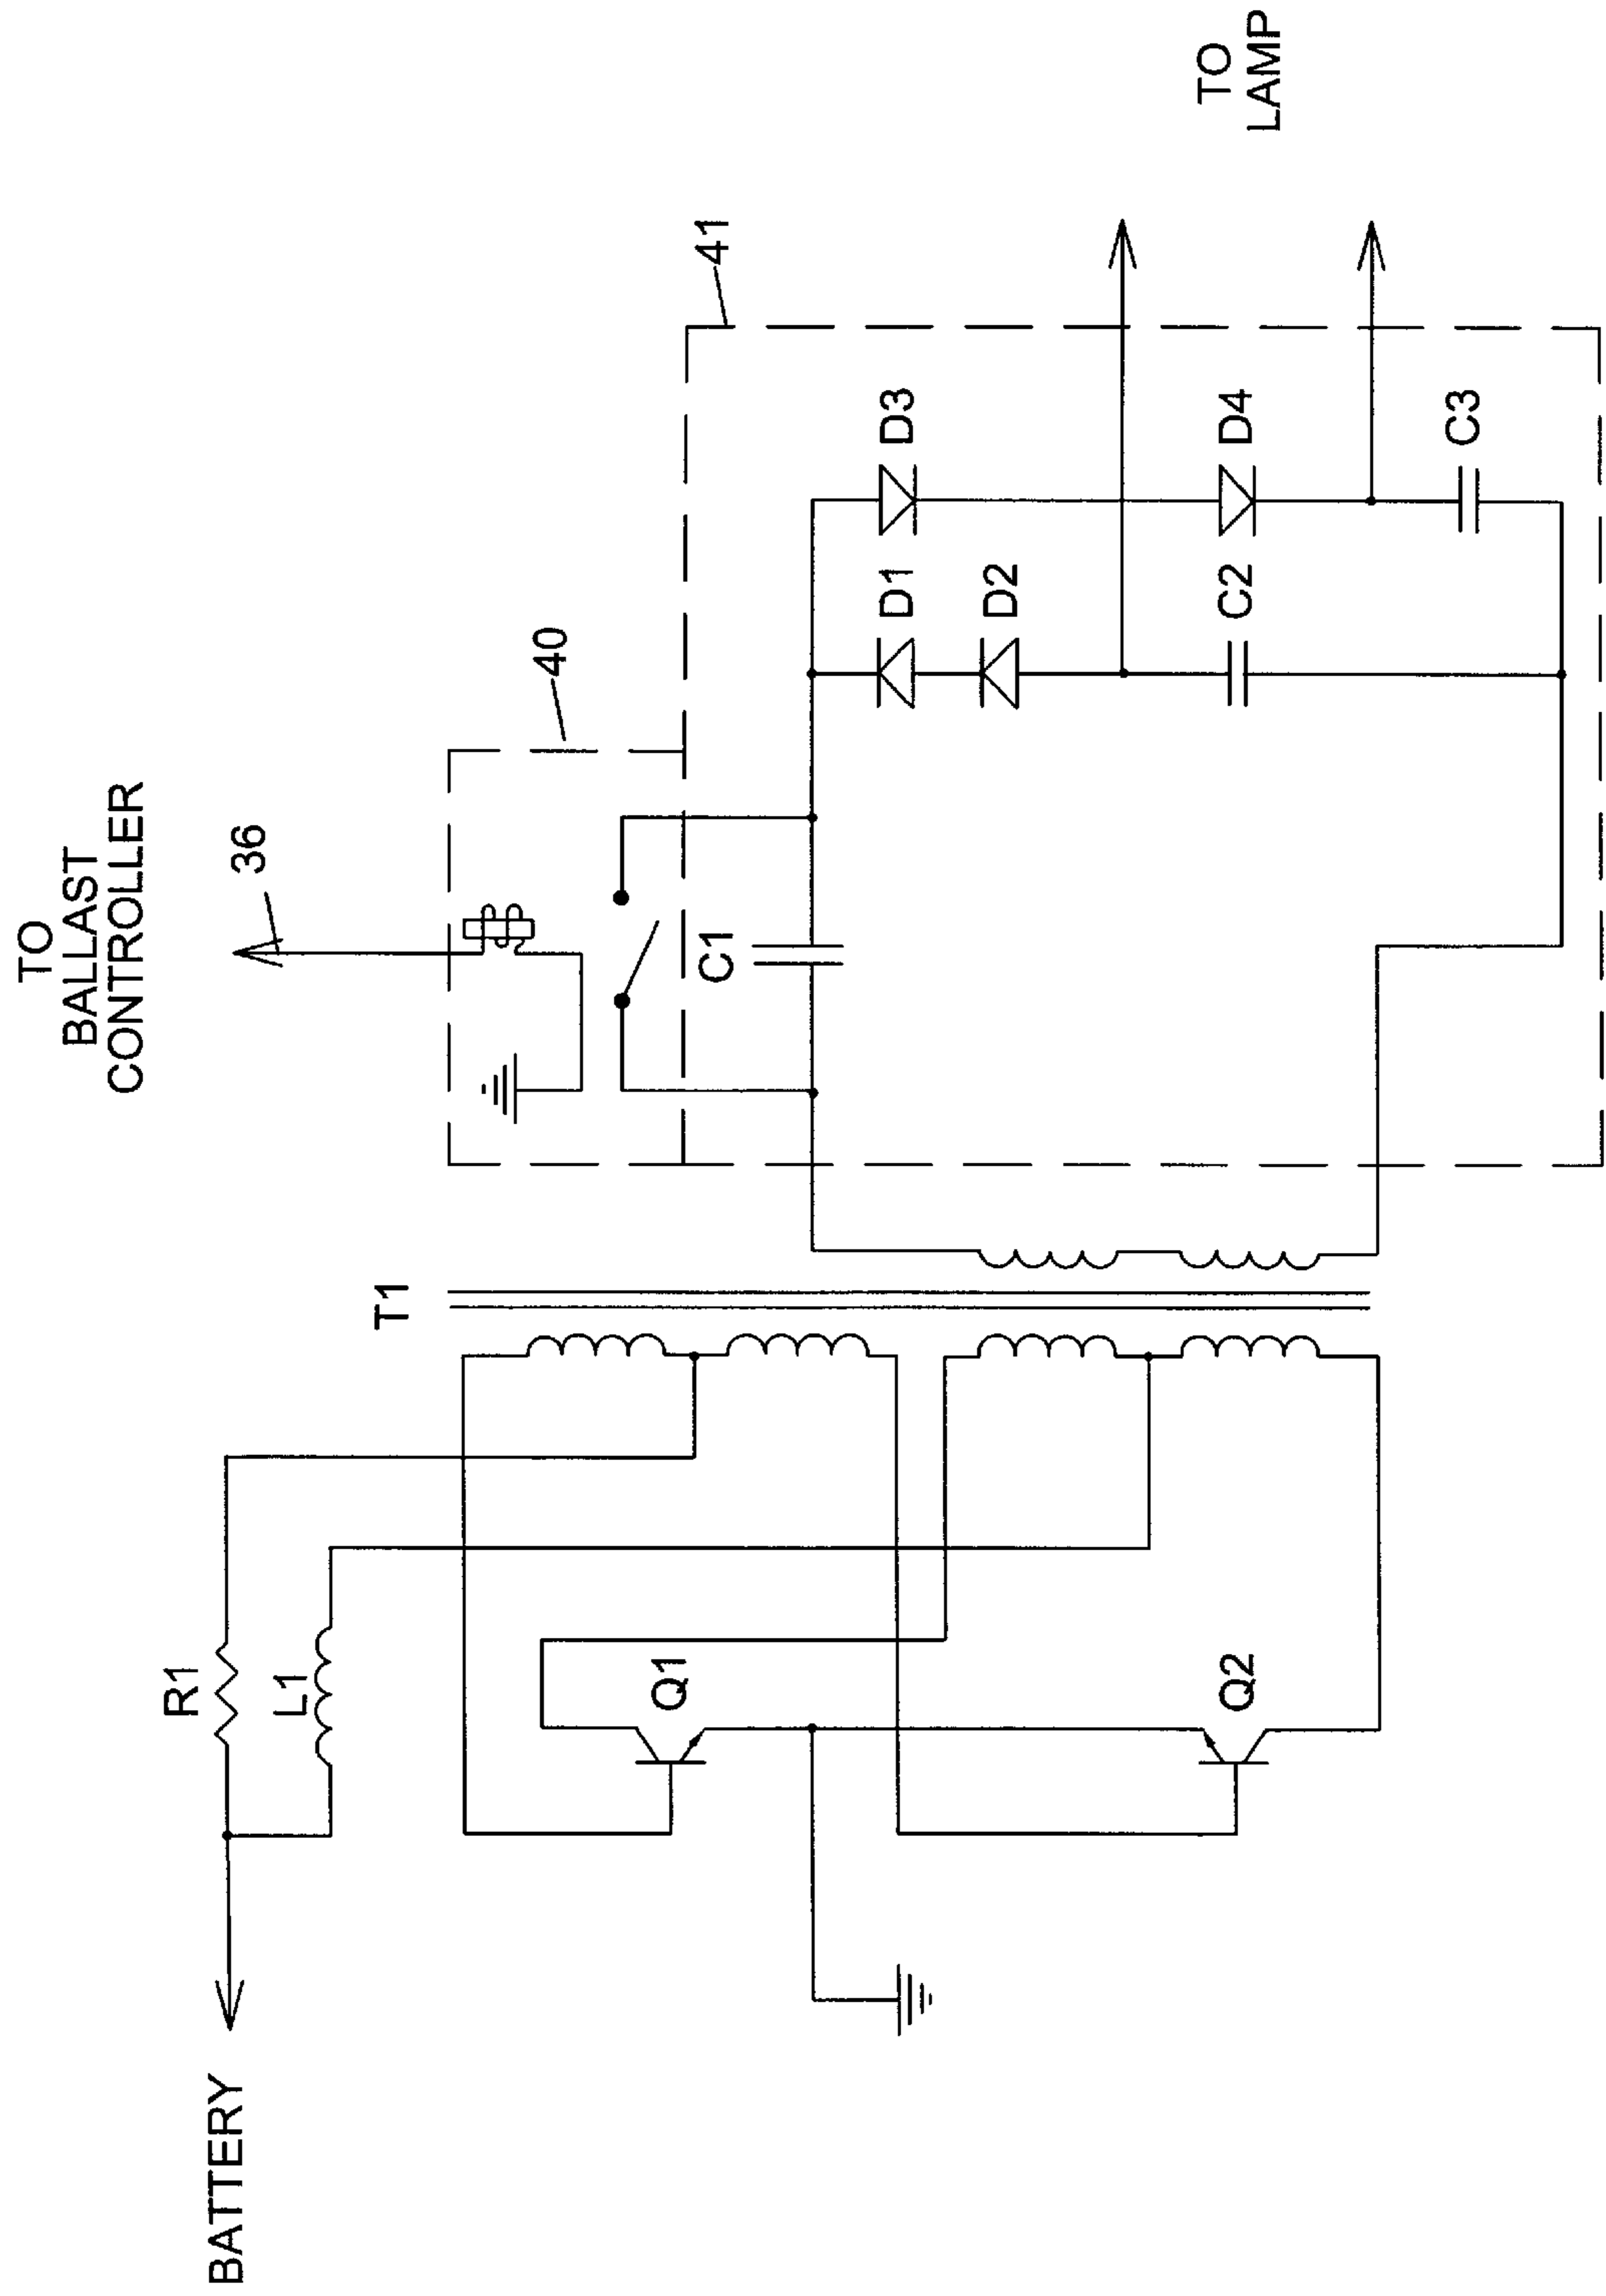 TO
BALLAST
CONTROLLER
36
40
41
TO
LAMP
BATTERY
R1
L1
T1
C1
D1
D3
D2
Q1
Q2
C2
D4
C3